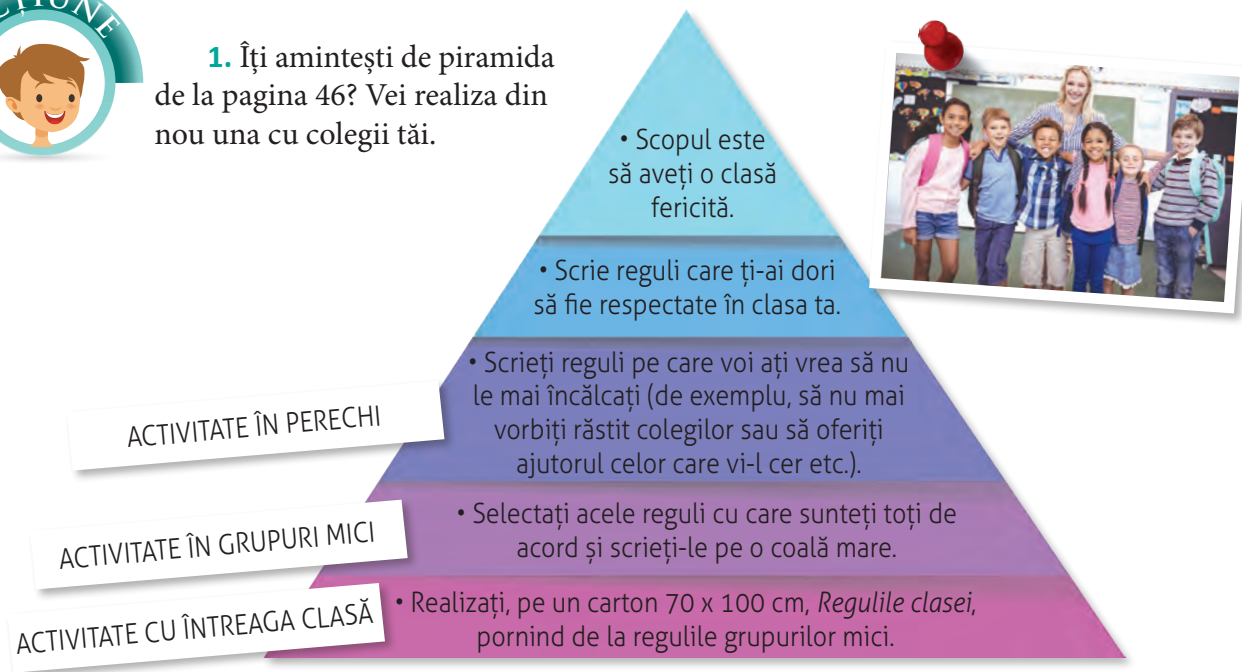 ȚIUNE
1. Îți amintești de piramida
de la pagina 46? Vei realiza din
nou una cu colegii tăi.
• Scopul este
să aveți o clasă
fericită.
• Scrie reguli care ți-ai dori
să fie respectate în clasa ta.
ACTIVITATE ÎN PERECHI
• Scrieți reguli pe care voi ați vrea să nu
le mai încălcați (de exemplu, să nu mai
vorbiți răstit colegilor sau să oferiți
ajutorul celor care vi-l cer etc.).
ACTIVITATE ÎN GRUPURI MICI
• Selectați acele reguli cu care sunteți toți de
acord și scrieți-le pe o coală mare.
ACTIVITATE CU ÎNTREAGA CLASĂ
• Realizați, pe un carton 70 x 100 cm, Regulile clasei,
pornind de la regulile grupurilor mici.